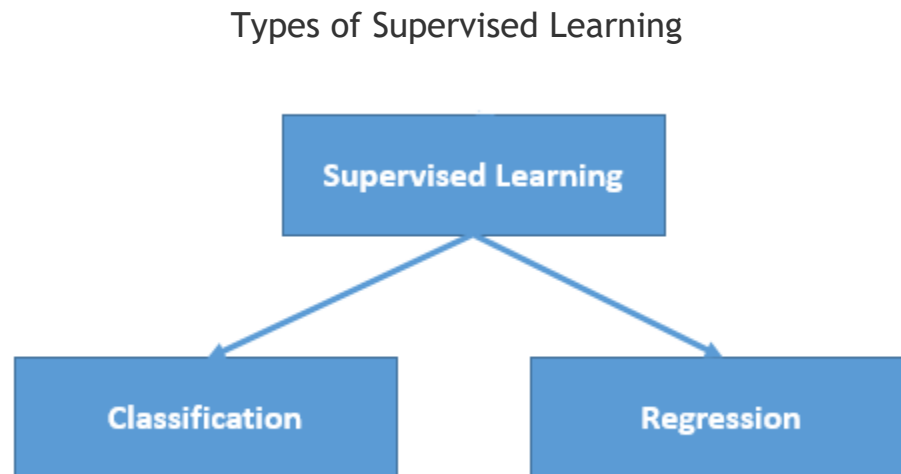 Types of Supervised Learning
Supervised Learning
Classification
Regression